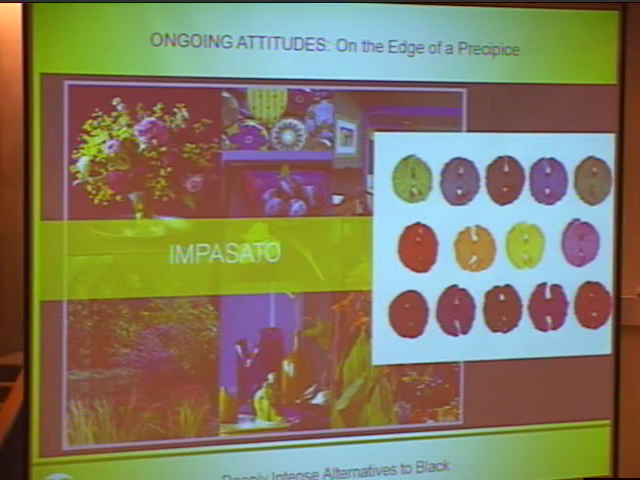 ONGOING ATTITUDES: On the Edge of a Precipice
IMPASATO
Deeply Intense Alternatives to Black